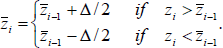 z̅ᵢ = { z̅ᵢ₋₁ + Δ / 2 if zᵢ > z̅ᵢ₋₁
z̅ᵢ₋₁ − Δ / 2 if zᵢ < z̅ᵢ₋₁.